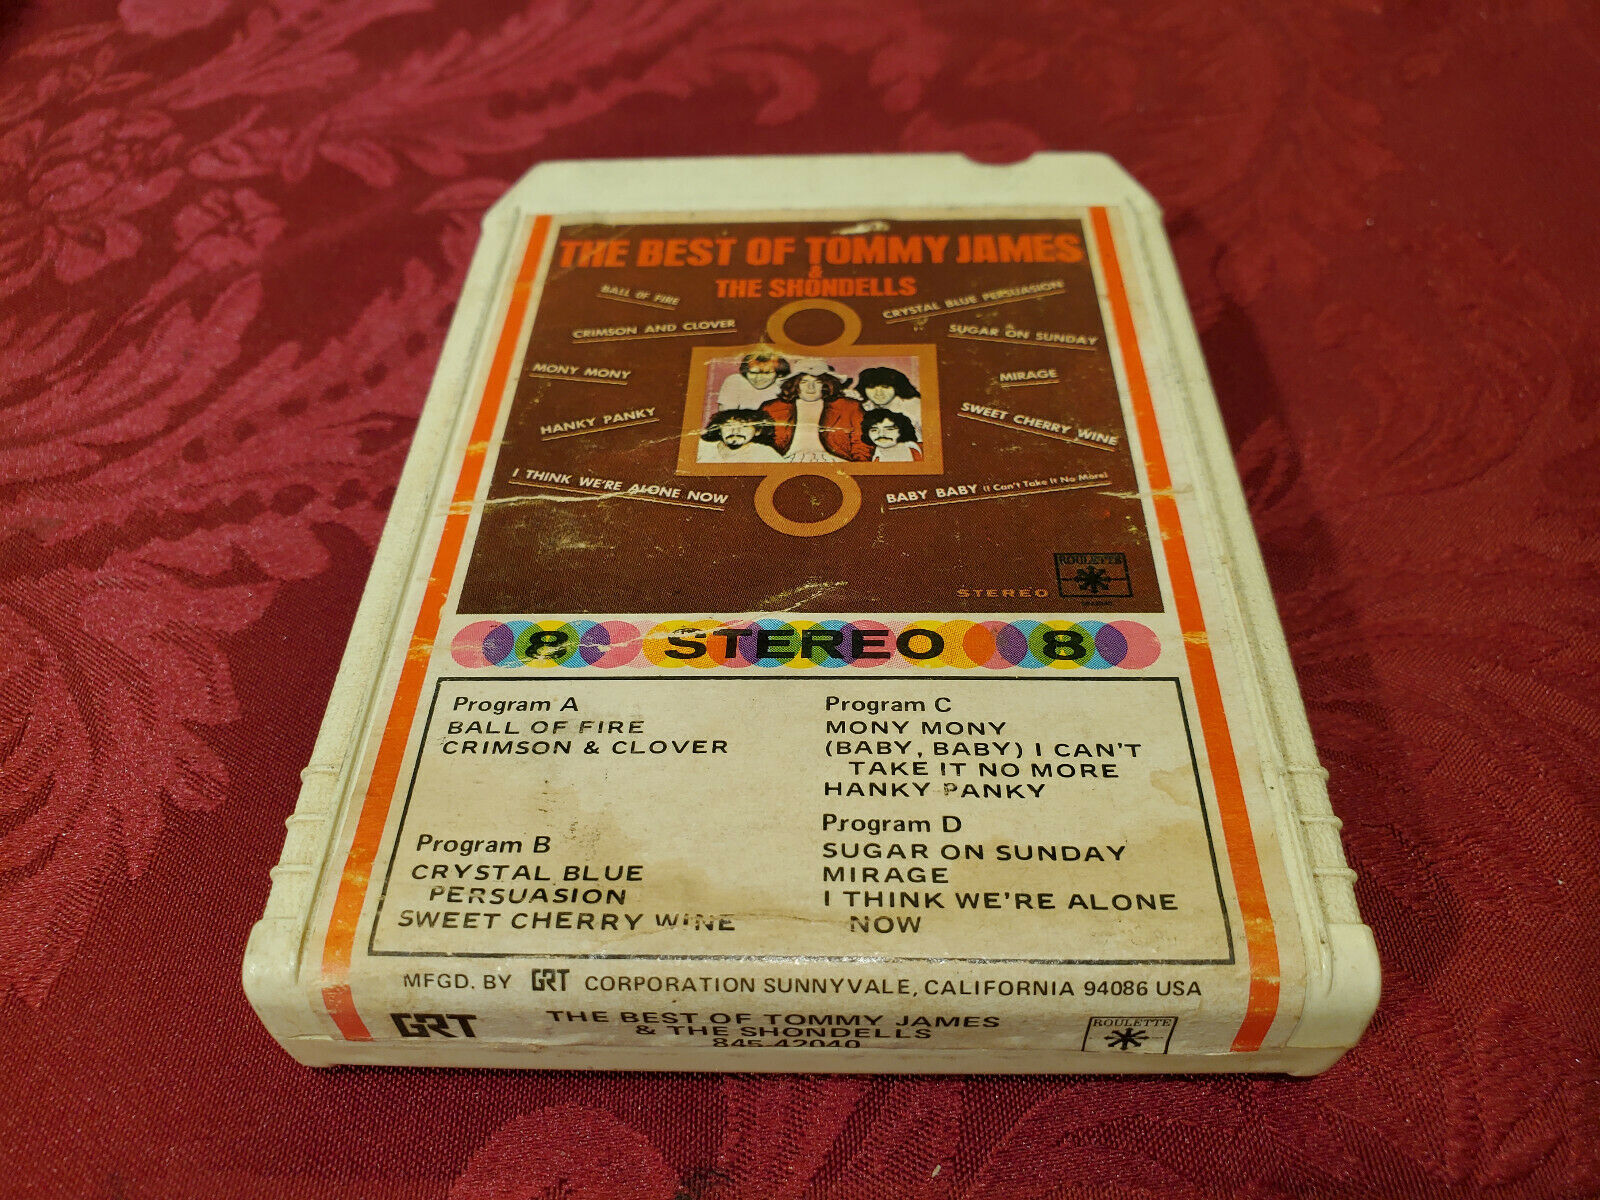 THE BEST OF TOMMY JAMES
&
THE SHONDELLS
BALL OF FIRE
CRIMSON AND CLOVER
MONY MONY
HANKY PANKY
I THINK WE'RE ALONE NOW
CRYSTAL BLUE PERSUASION
SUGAR ON SUNDAY
MIRAGE
SWEET CHERRY WINE
BABY BABY (I Can't Take It No More)
STEREO
ROULETTE
8 STEREO 8
Program A
BALL OF FIRE
CRIMSON & CLOVER
Program B
CRYSTAL BLUE
PERSUASION
SWEET CHERRY WINE
Program C
MONY MONY
(BABY, BABY) I CAN'T
TAKE IT NO MORE
HANKY PANKY
Program D
SUGAR ON SUNDAY
MIRAGE
I THINK WE'RE ALONE
NOW
MFGD. BY GRT CORPORATION SUNNYVALE, CALIFORNIA 94086 USA
GRT
THE BEST OF TOMMY JAMES
& THE SHONDELLS
845-42040
ROULETTE